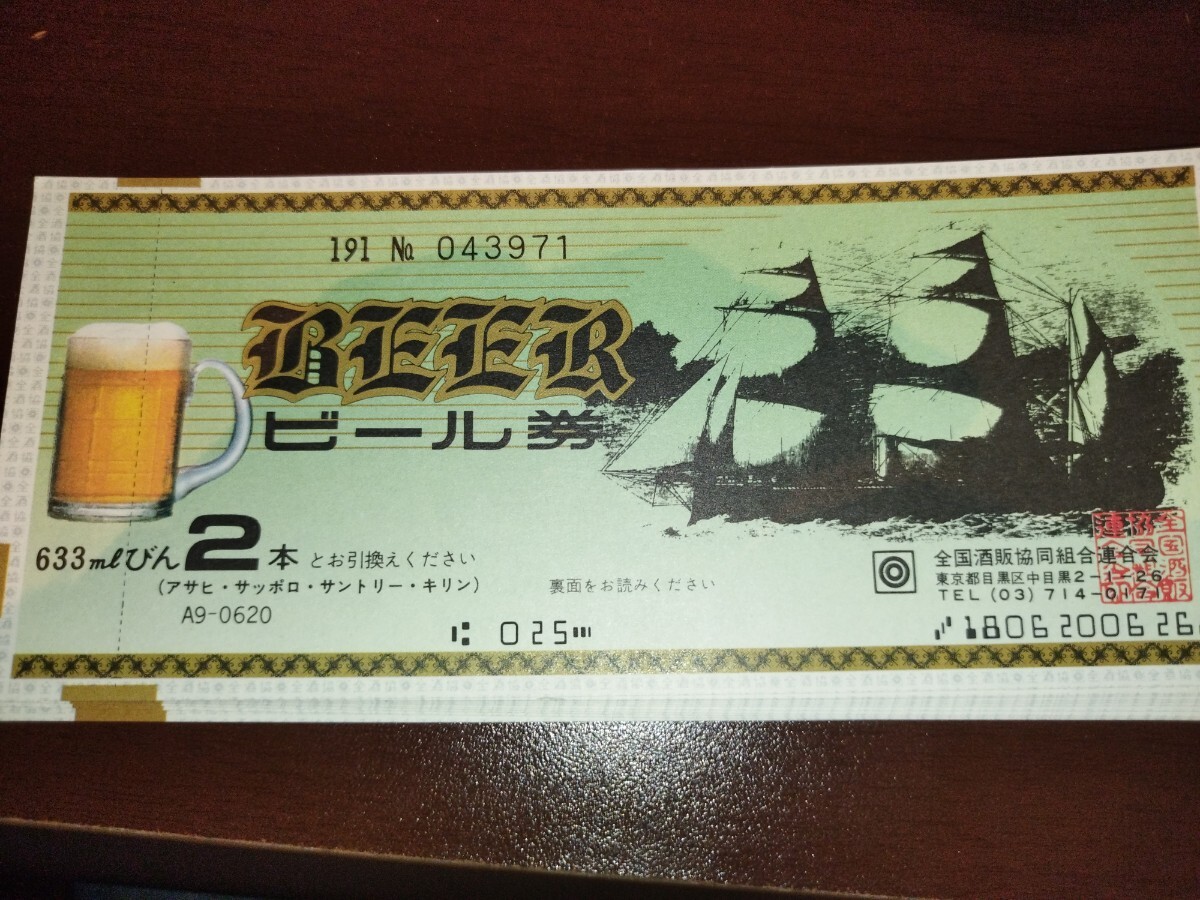 191 № 043971
BEER
ビール券
633mlびん2本とお引換えください
(アサヒ・サッポロ・サントリー・キリン)
A9-0620
裏面をお読みください
025
全国酒販協同組合連合会
東京都目黒区中目黒2-1-26
TEL (03) 714-0171
1806 2006 26